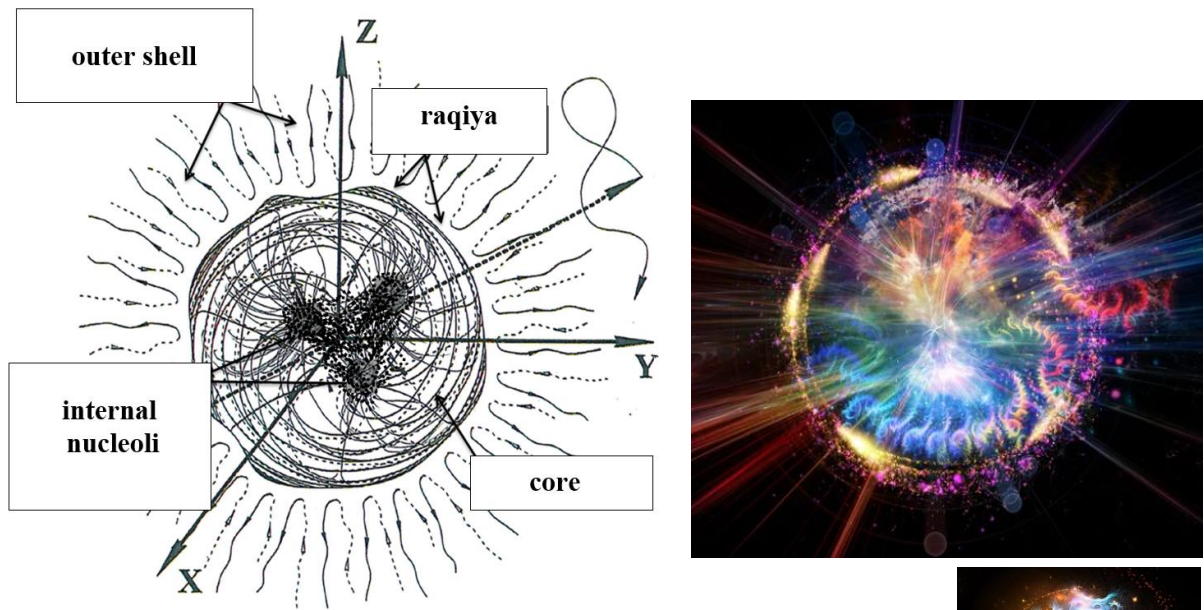 outer shell
Z
raqiya
Y
internal
nucleoli
core
X